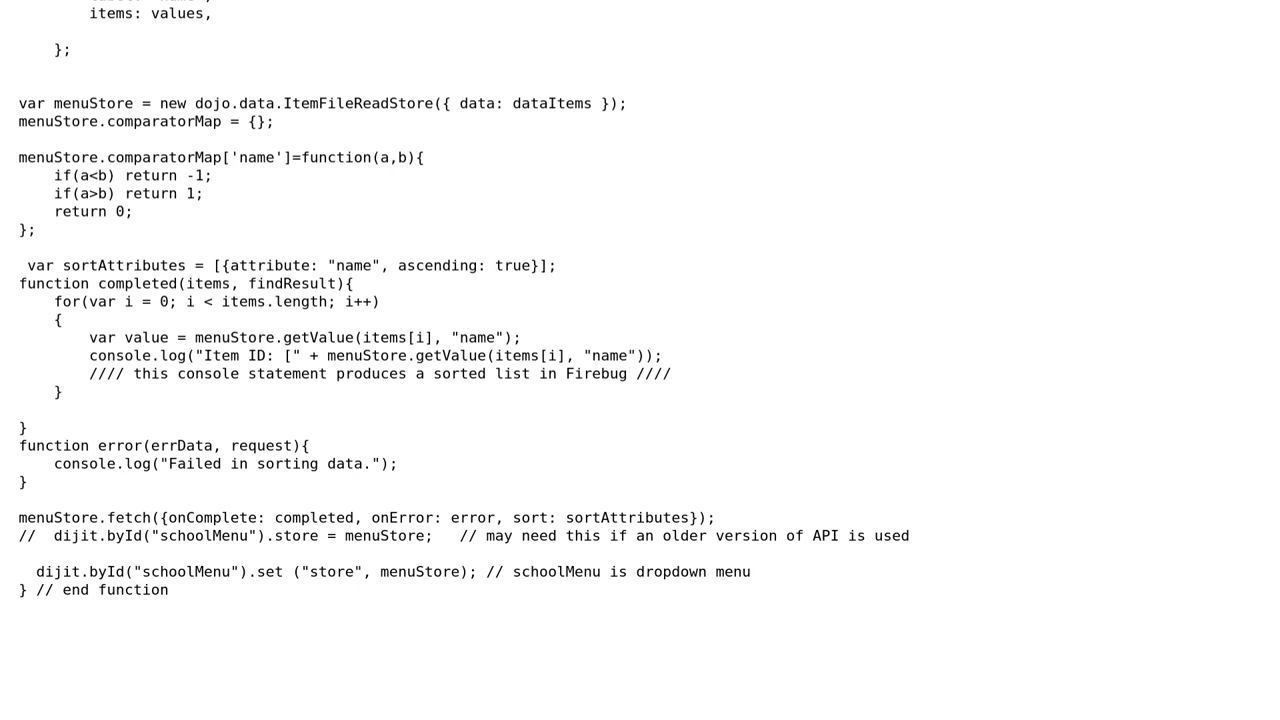 items: values,
};
var menuStore = new dojo.data.ItemFileReadStore({ data: dataItems });
menuStore.comparatorMap = {};
menuStore.comparatorMap['name']=function(a,b){
if(a<b) return -1;
if(a>b) return 1;
return 0;
};
var sortAttributes = [{attribute: "name", ascending: true}];
function completed(items, findResult){
for(var i = 0; i < items.length; i++)
{
var value = menuStore.getValue(items[i], "name");
console.log("Item ID: [" + menuStore.getValue(items[i], "name"));
//// this console statement produces a sorted list in Firebug ////
}
}
function error(errData, request){
console.log("Failed in sorting data.");
}
menuStore.fetch({onComplete: completed, onError: error, sort: sortAttributes});
//  dijit.byId("schoolMenu").store = menuStore;   // may need this if an older version of API is used
dijit.byId("schoolMenu").set ("store", menuStore); // schoolMenu is dropdown menu
} // end function